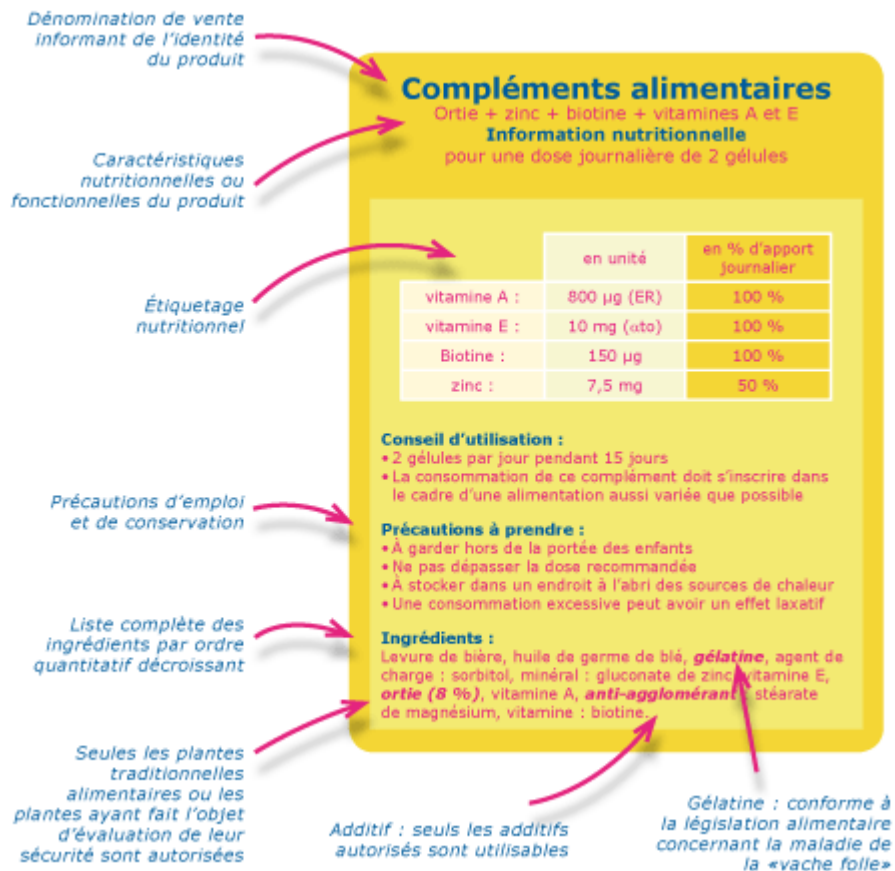 Dénomination de vente
informant de l'identité
du produit
Compléments alimentaires
Ortie + zinc + biotine + vitamines A et E
Information nutritionnelle
pour une dose journalière de 2 gélules
Caractéristiques
nutritionnelles ou
fonctionnelles du produit
Étiquetage
nutritionnel
en unité
en % d'apport
journalier
vitamine A : 800 µg (ER) 100 %
vitamine E : 10 mg (αto) 100 %
Biotine : 150 µg 100 %
zinc : 7,5 mg 50 %
Conseil d'utilisation :
• 2 gélules par jour pendant 15 jours
• La consommation de ce complément doit s'inscrire dans
le cadre d'une alimentation aussi variée que possible
Précautions d'emploi
et de conservation
Précautions à prendre :
• À garder hors de la portée des enfants
• Ne pas dépasser la dose recommandée
• À stocker dans un endroit à l'abri des sources de chaleur
• Une consommation excessive peut avoir un effet laxatif
Liste complète des
ingrédients par ordre
quantitatif décroissant
Ingrédients :
Levure de bière, huile de germe de blé, gélatine, agent de
charge : sorbitol, minéral : gluconate de zinc, vitamine E,
ortie (8 %), vitamine A, anti-agglomérant : stéarate
de magnésium, vitamine : biotine.
Seules les plantes
traditionnelles
alimentaires ou les
plantes ayant fait l'objet
d'évaluation de leur
sécurité sont autorisées
Additif : seuls les additifs
autorisés sont utilisables
Gélatine : conforme à
la législation alimentaire
concernant la maladie de
la «vache folle»